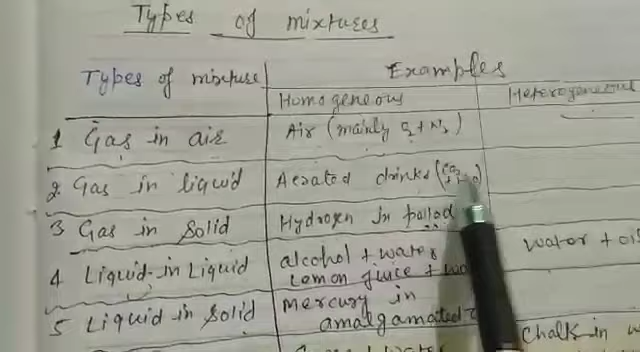 Types of mixtures
Types of mixture Examples
Homogeneous Heterogeneous
1 Gas in air Air (mainly O2 + N2)
2 Gas in liquid Aerated drinks (CO2
3 Gas in Solid Hydrogen in pallad
4 Liquid in Liquid alcohol + water water + oil
Lemon juice +
5 Liquid in Solid Mercury in
amalgamated
Chalk in